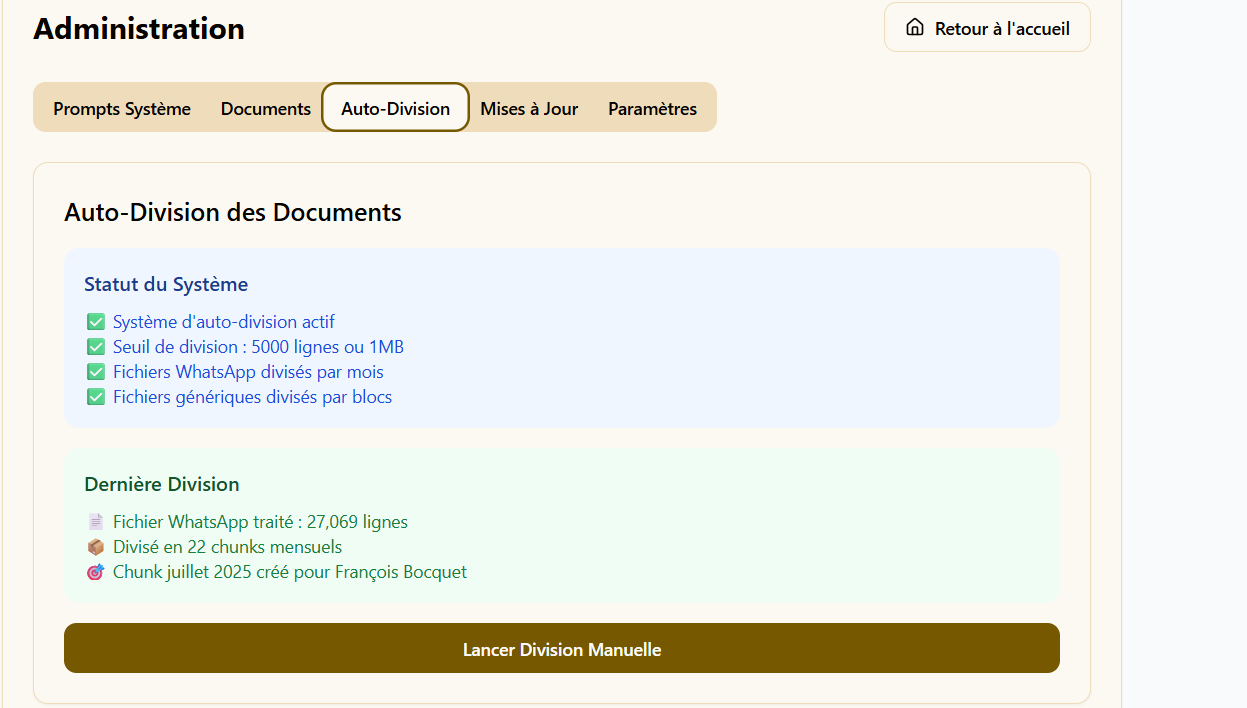 Administration
Retour à l'accueil
Prompts Système
Documents
Auto-Division
Mises à Jour
Paramètres
Auto-Division des Documents
Statut du Système
✅ Système d'auto-division actif
✅ Seuil de division : 5000 lignes ou 1MB
✅ Fichiers WhatsApp divisés par mois
✅ Fichiers génériques divisés par blocs
Dernière Division
📄 Fichier WhatsApp traité : 27,069 lignes
📦 Divisé en 22 chunks mensuels
🎯 Chunk juillet 2025 créé pour François Bocquet
Lancer Division Manuelle